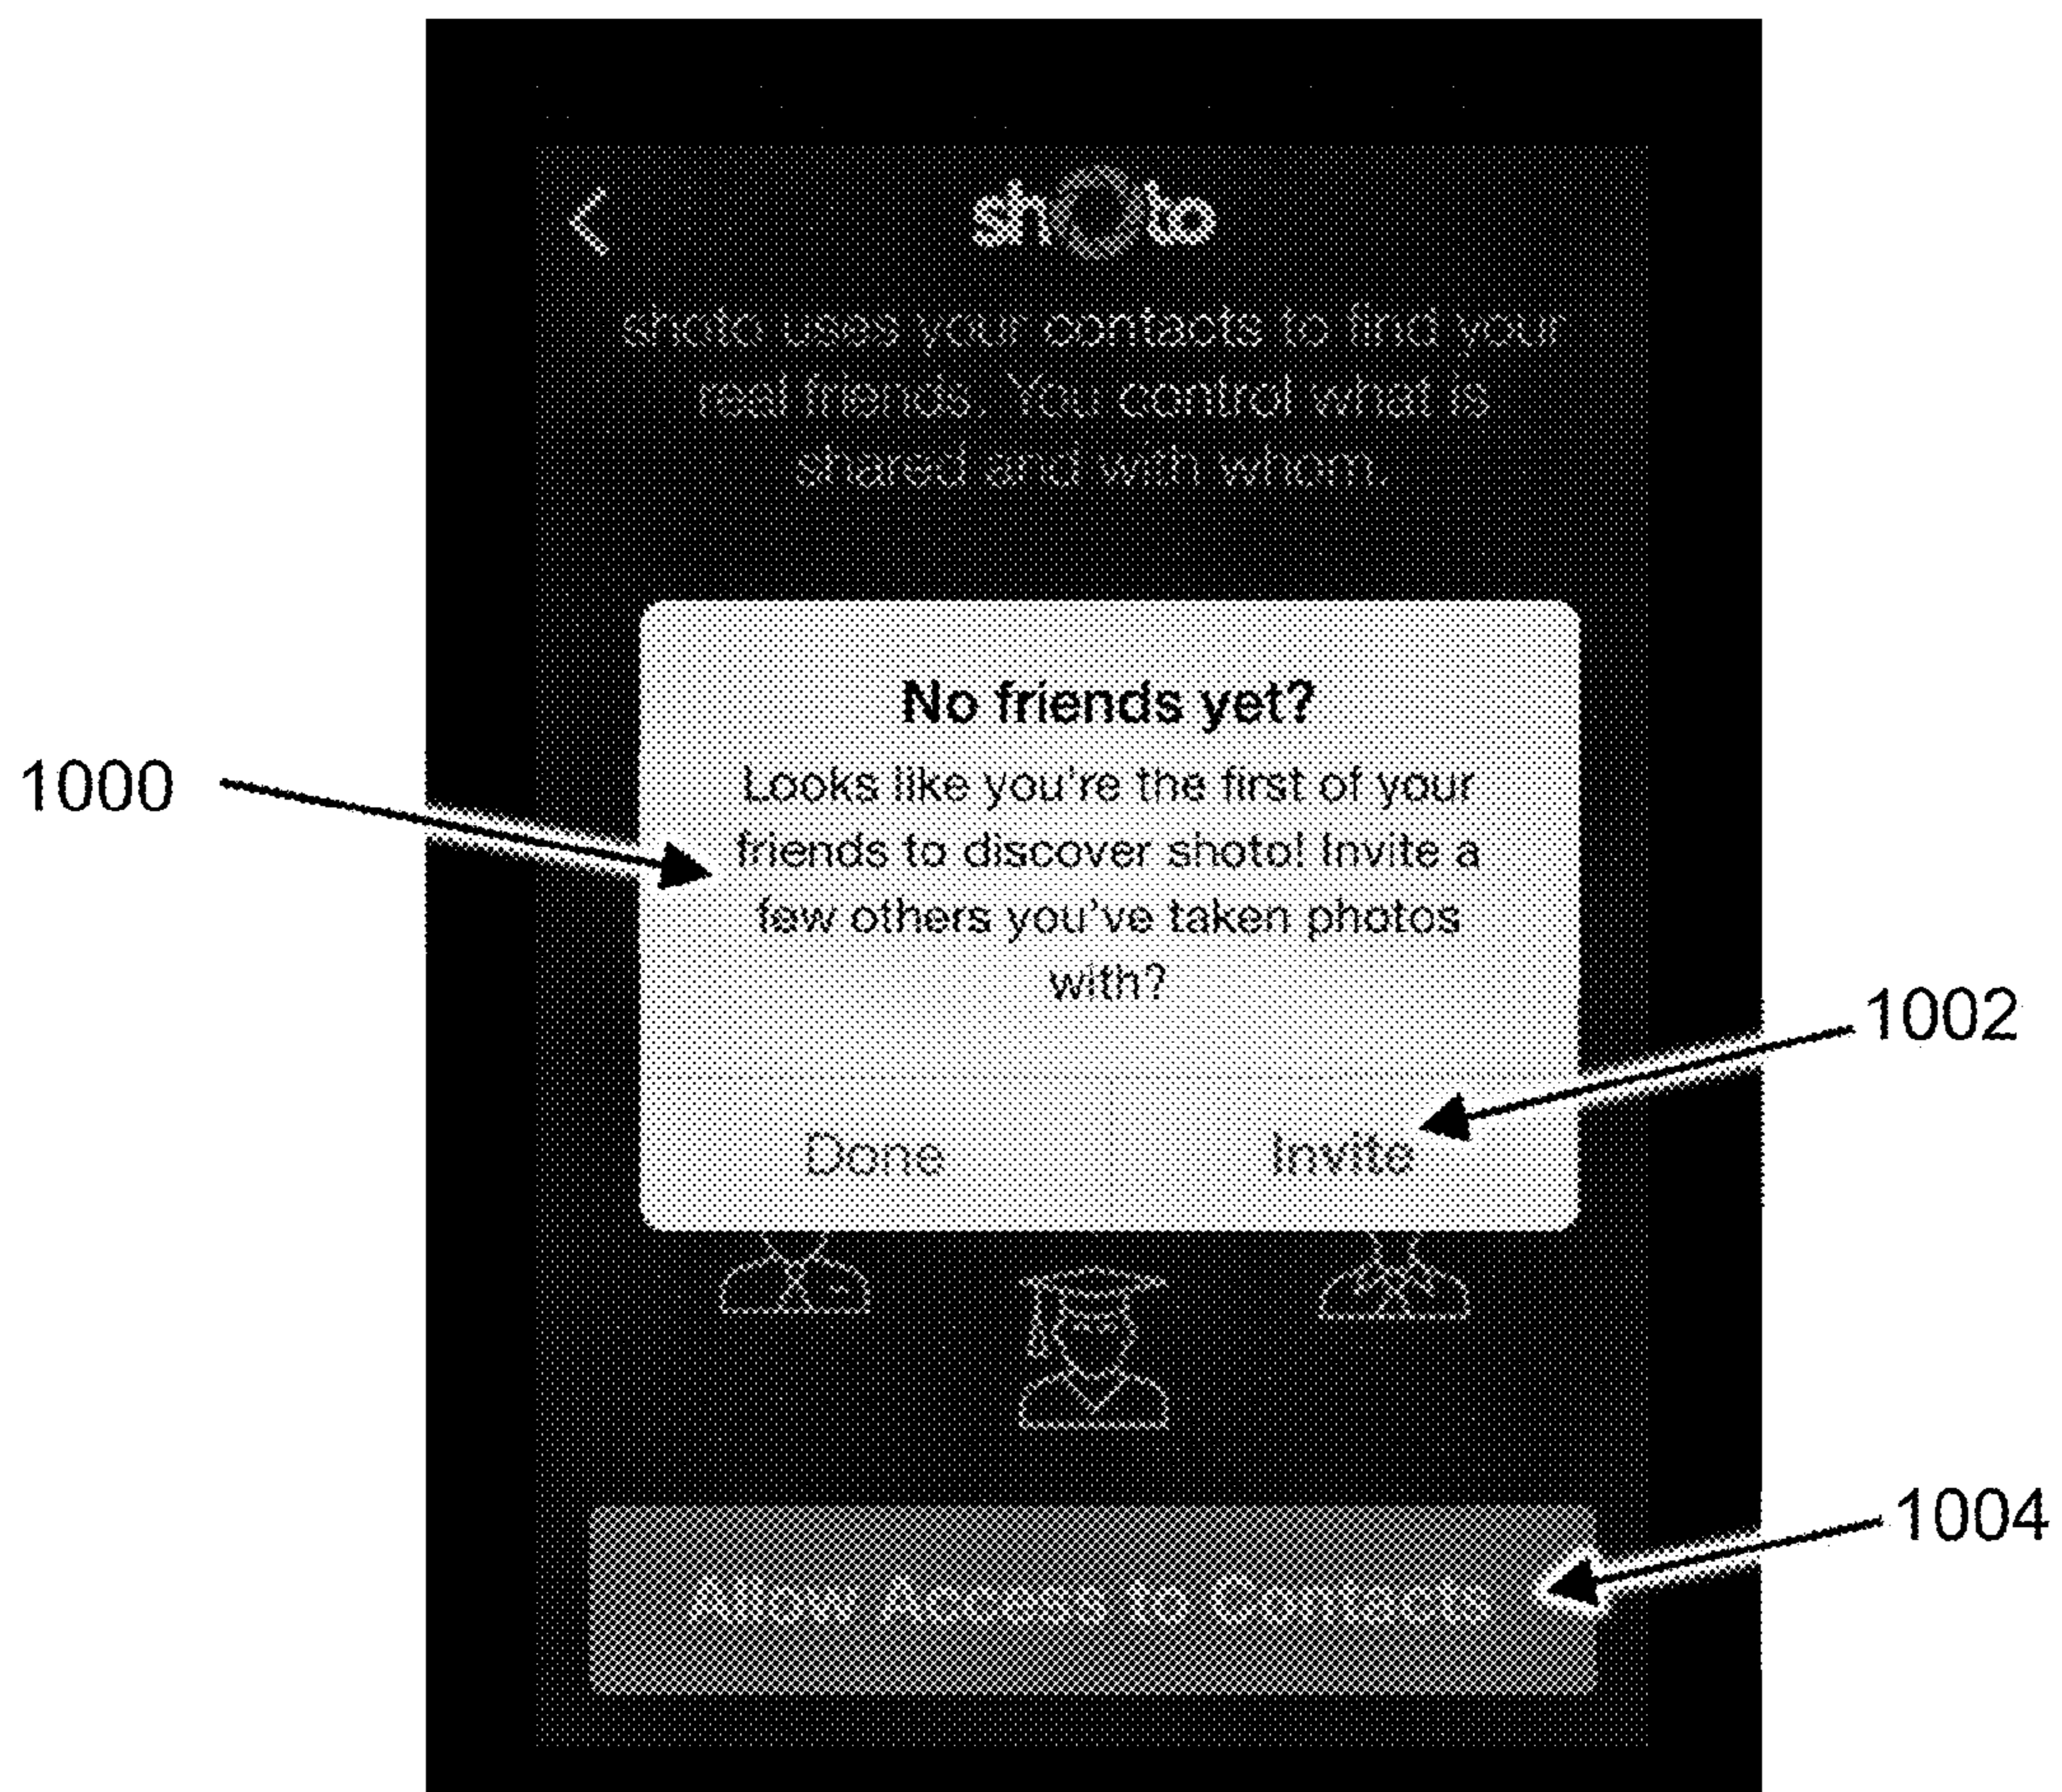 shoto
shoto uses your contacts to find your
real friends. You control what is
shared and with whom.
No friends yet?
Looks like you're the first of your
friends to discover shoto! Invite a
few others you've taken photos
with?
1000
1002
Done Invite
1004
Allow Access to Contacts